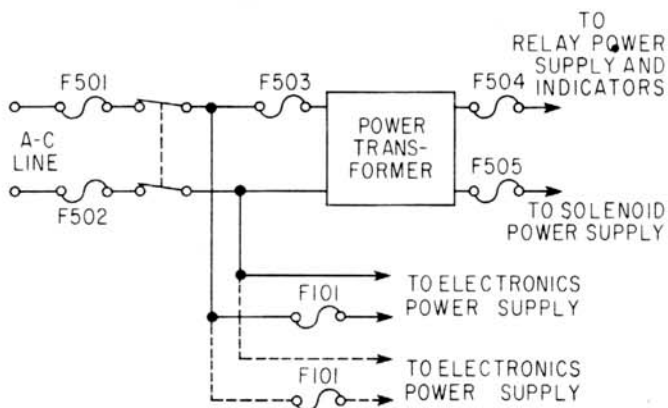 TO
RELAY POWER
SUPPLY AND
INDICATORS
F501
F503
F504
A-C
LINE
POWER
TRANS-
FORMER
F505
F502
TO SOLENOID
POWER SUPPLY
TO ELECTRONICS
POWER SUPPLY
F101
TO ELECTRONICS
POWER SUPPLY
F101